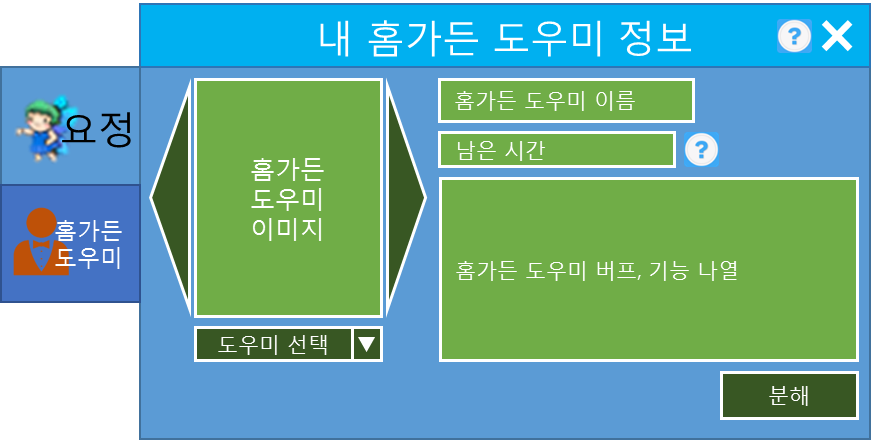 내 홈가든 도우미 정보
?
요정
홈가든
도우미
홈가든
도우미
이미지
도우미 선택
홈가든 도우미 이름
남은 시간
?
홈가든 도우미 버프, 기능 나열
분해